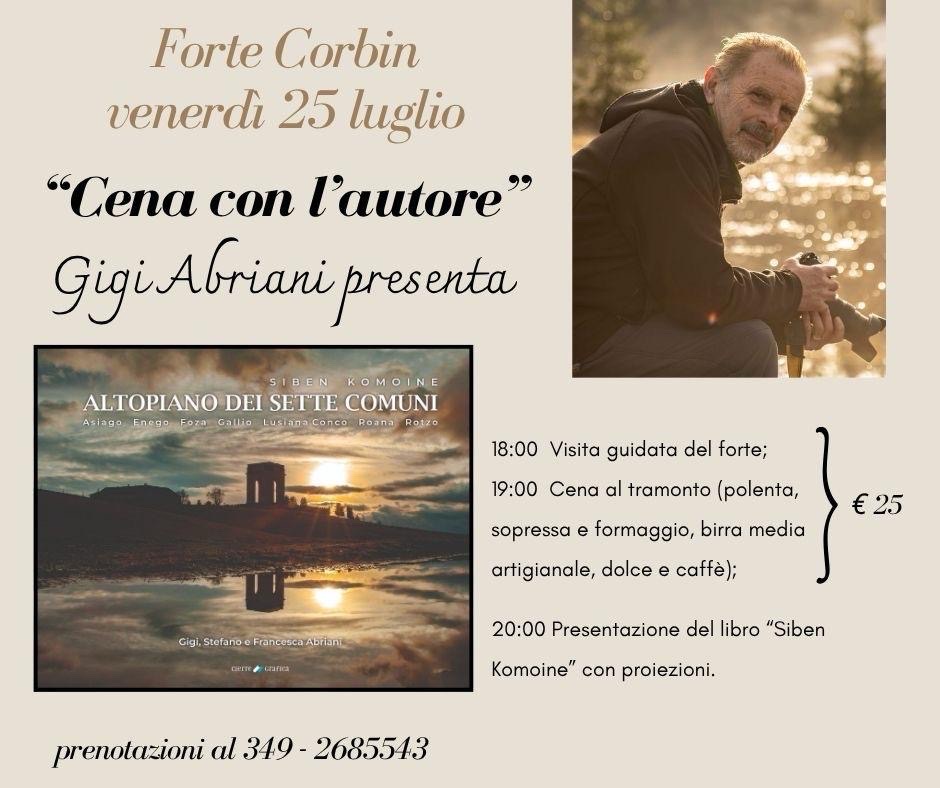 Forte Corbin
venerdì 25 luglio
“Cena con l’autore”
Gigi Abriani presenta
SIBEN KOMOINE
ALTOPIANO DEI SETTE COMUNI
Asiago Enego Foza Gallio Lusiana Conco Roana Rotzo
Gigi, Stefano e Francesca Abriani
CIERRE GRAFICA
18:00 Visita guidata del forte;
19:00 Cena al tramonto (polenta,
sopressa e formaggio, birra media
artigianale, dolce e caffè);
€ 25
20:00 Presentazione del libro “Siben
Komoine” con proiezioni.
prenotazioni al 349 - 2685543